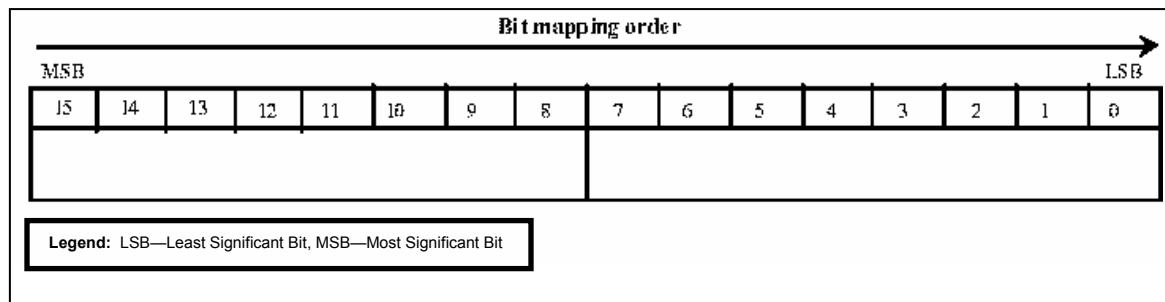 Bit mapping order
MSB LSB
15 14 13 12 11 10 9 8 7 6 5 4 3 2 1 0
Legend: LSB—Least Significant Bit, MSB—Most Significant Bit